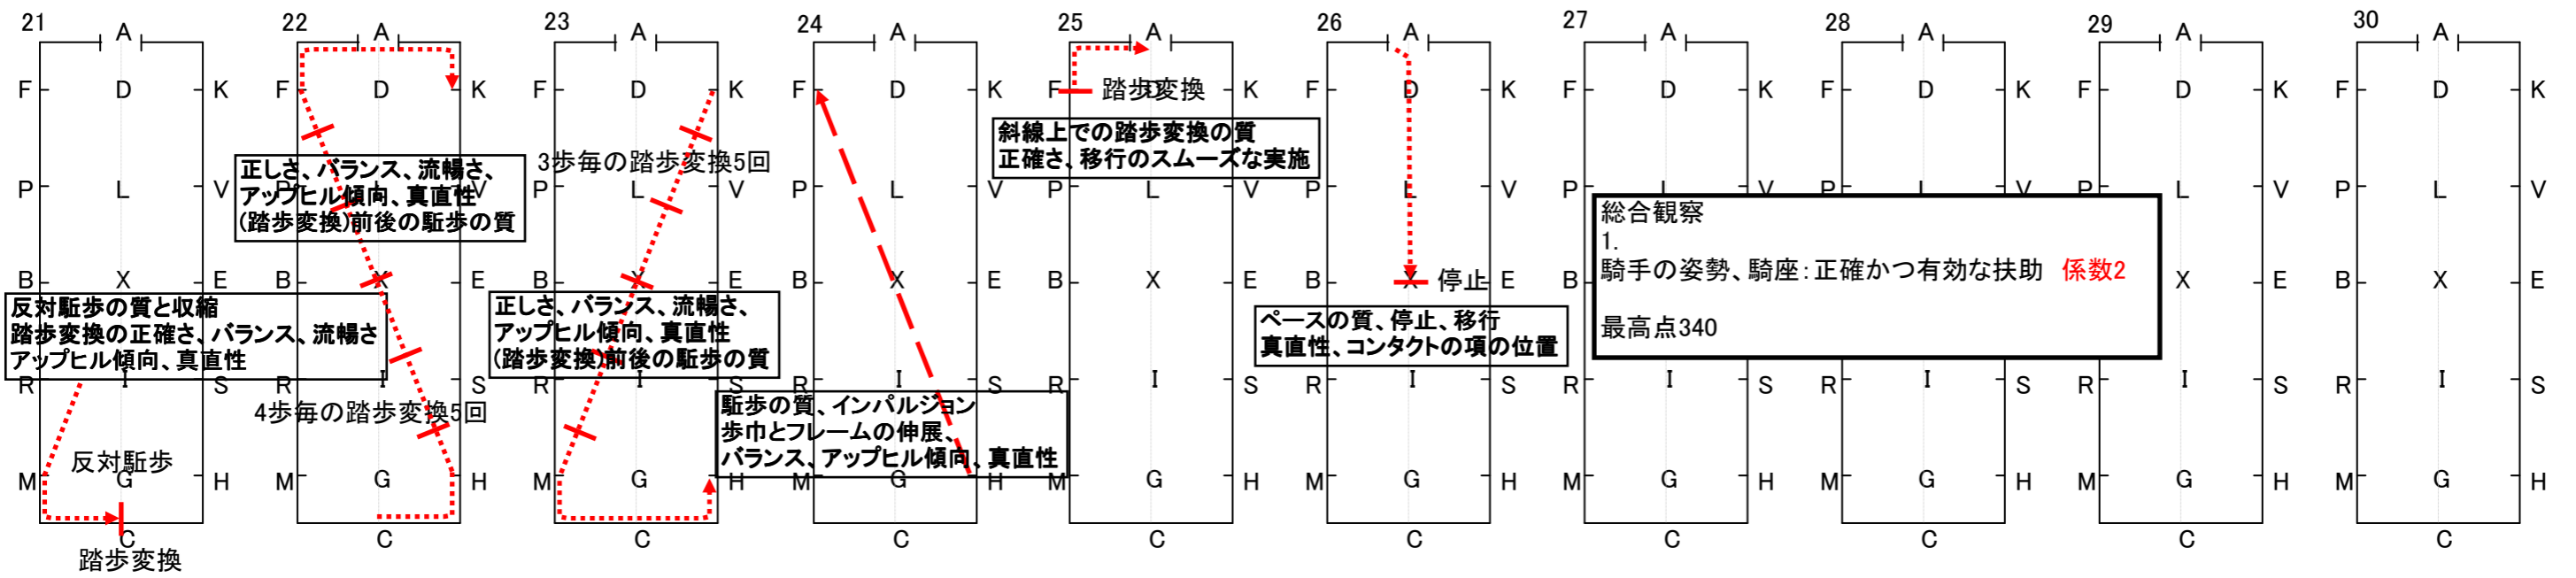 21
22
23
24
25
26
27
28
29
30
A
A
A
A
A
A
A
A
A
A
F D K
F D K
F D K
F D K
F D 踏歩変換 K
F D K
F D K
F D K
F D K
F D K
正しさ、バランス、流暢さ、
アップヒル傾向、真直性
(踏歩変換)前後の駈歩の質
3歩毎の踏歩変換5回
斜線上での踏歩変換の質
正確さ、移行のスムーズな実施
P L V
P V
P L V
P L V
P L V
P L V
P L V
P L V
P L V
P L V
総合観察
1.
騎手の姿勢、騎座:正確かつ有効な扶助 係数2
最高点340
B X E
B X E
B X E
B X E
B X E
B X 停止 E
B
X E
B X E
反対駈歩の質と収縮
踏歩変換の正確さ、バランス、流暢さ
アップヒル傾向、真直性
正しさ、バランス、流暢さ、
アップヒル傾向、真直性
(踏歩変換)前後の駈歩の質
ペースの質、停止、移行
真直性、コンタクトの項の位置
R I S
R I S
R I S
R I S
R I S
R I S
R I S
R I S
R I S
R I S
4歩毎の踏歩変換5回
駈歩の質、インパルジョン
歩巾とフレームの伸展、
バランス、アップヒル傾向、真直性
反対駈歩
M G H
M G H
M G H
M G H
M G H
M G H
M G H
M G H
M G H
M G H
C
C
C
C
C
C
C
C
C
C
踏歩変換